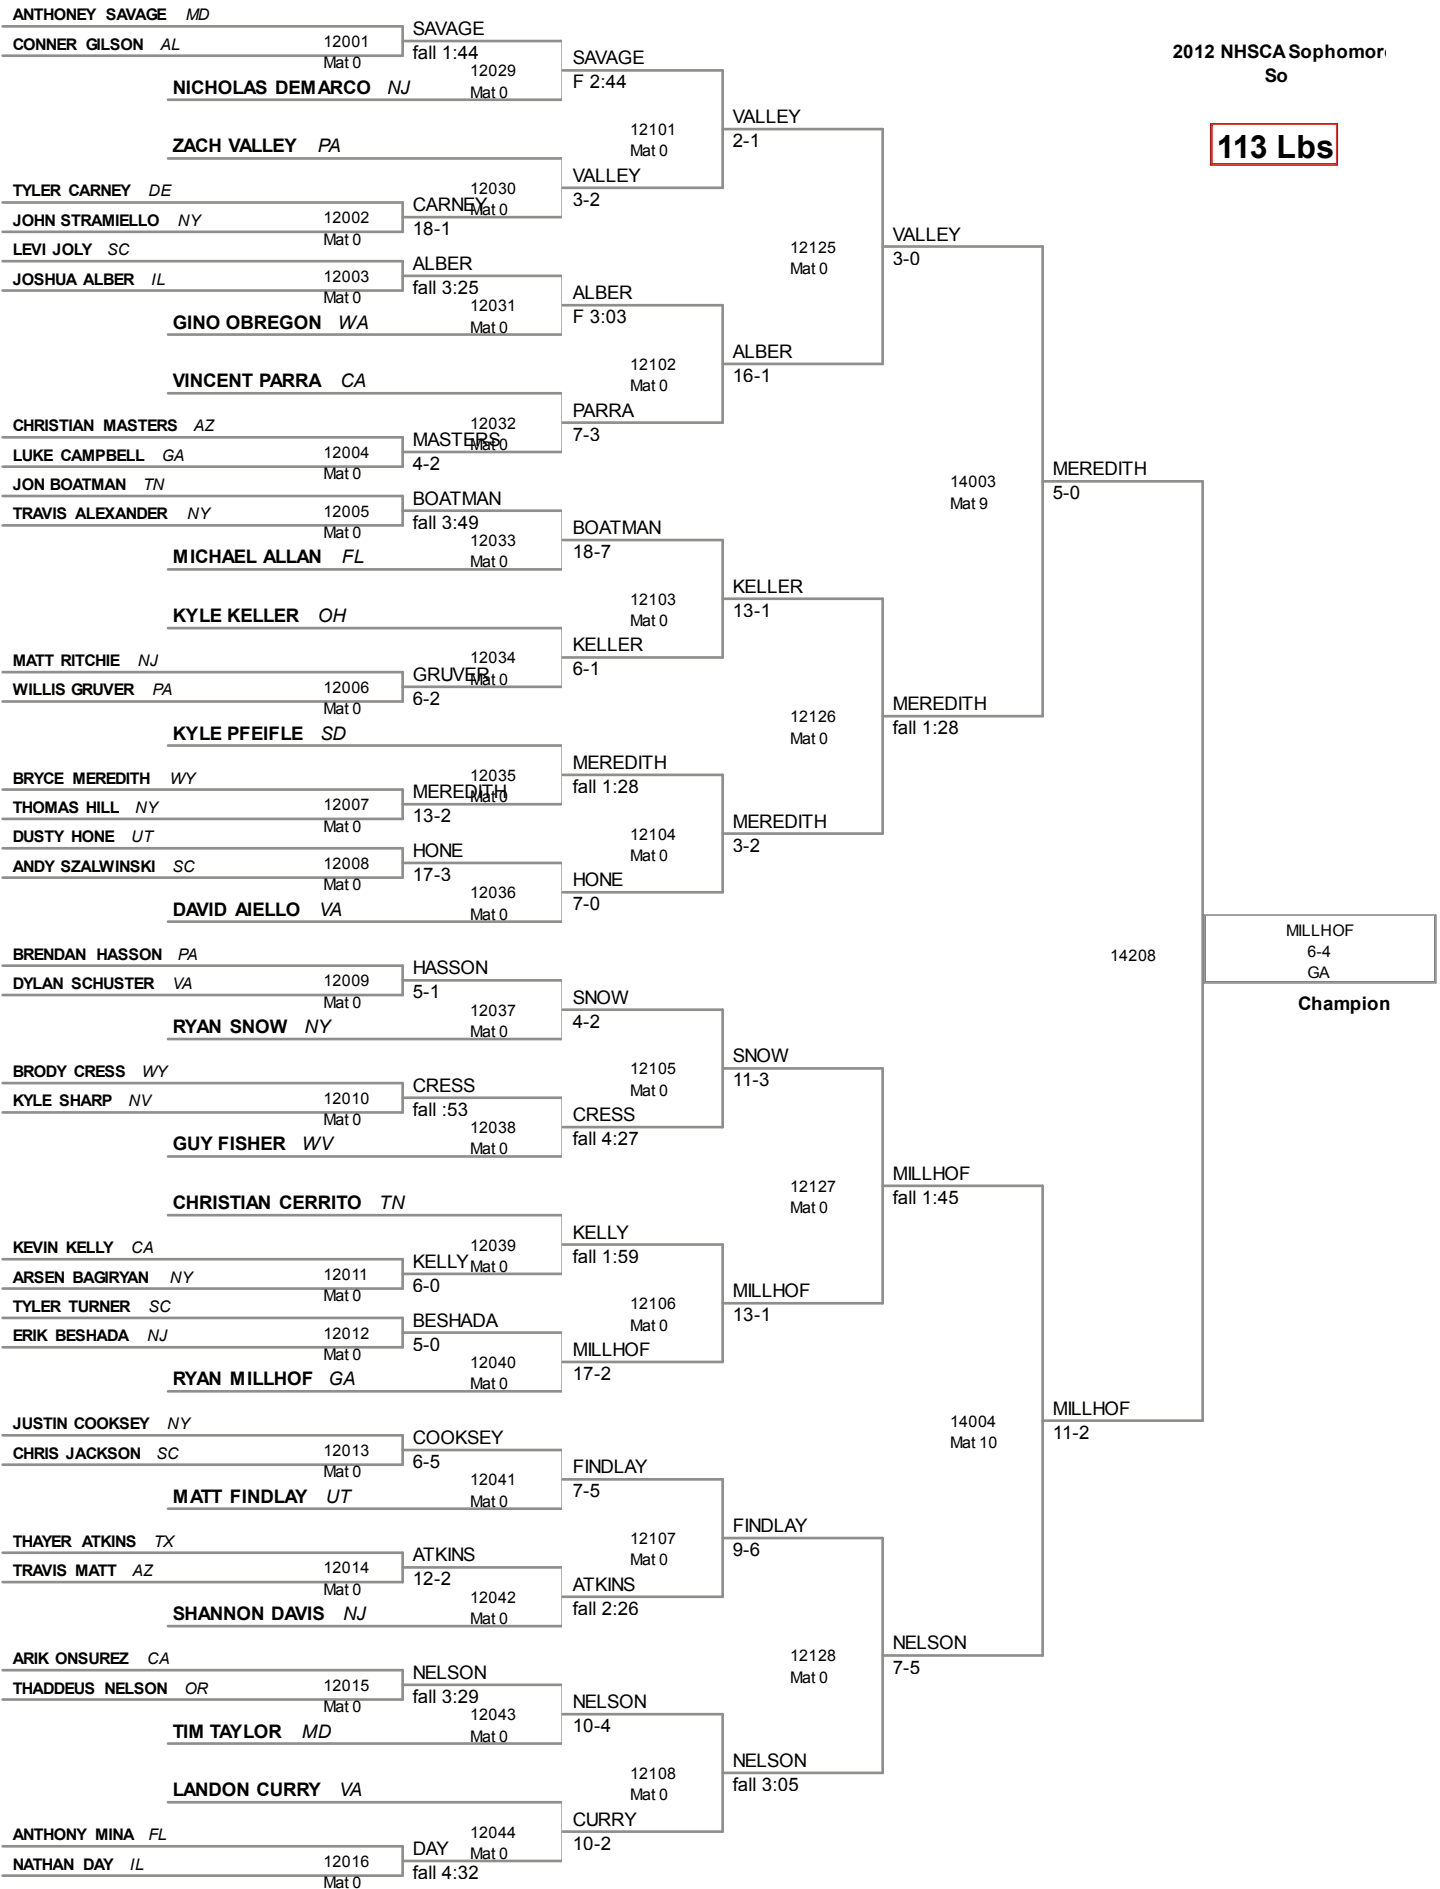 ANTHONEY SAVAGE MD
SAVAGE
CONNER GILSON AL
12001
Mat 0
fall 1:44
2012 NHSCA Sophomor
So
SAVAGE
12029
Mat 0
F 2:44
NICHOLAS DEMARCO NJ
113 Lbs
VALLEY
12101
Mat 0
2-1
ZACH VALLEY PA
VALLEY
12030
Mat 0
3-2
TYLER CARNEY DE
CARNEY
JOHN STRAMIELLO NY
12002
Mat 0
18-1
VALLEY
12125
Mat 0
3-0
LEVI JOLY SC
ALBER
JOSHUA ALBER IL
12003
Mat 0
fall 3:25
ALBER
12031
Mat 0
F 3:03
GINO OBREGON WA
ALBER
12102
Mat 0
16-1
VINCENT PARRA CA
PARRA
12032
Mat 0
7-3
CHRISTIAN MASTERS AZ
MASTERS
LUKE CAMPBELL GA
12004
Mat 0
4-2
MEREDITH
14003
Mat 9
5-0
JON BOATMAN TN
BOATMAN
TRAVIS ALEXANDER NY
12005
Mat 0
fall 3:49
BOATMAN
12033
Mat 0
18-7
MICHAEL ALLAN FL
KELLER
12103
Mat 0
13-1
KYLE KELLER OH
KELLER
12034
Mat 0
6-1
MATT RITCHIE NJ
GRUVER
WILLIS GRUVER PA
12006
Mat 0
6-2
MEREDITH
12126
Mat 0
fall 1:28
KYLE PFEIFLE SD
MEREDITH
12035
Mat 0
fall 1:28
BRYCE MEREDITH WY
MEREDITH
THOMAS HILL NY
12007
Mat 0
13-2
MEREDITH
12104
Mat 0
3-2
DUSTY HONE UT
HONE
ANDY SZALWINSKI SC
12008
Mat 0
17-3
HONE
12036
Mat 0
7-0
DAVID AIELLO VA
MILLHOF
14208
6-4
GA
Champion
BRENDAN HASSON PA
HASSON
DYLAN SCHUSTER VA
12009
Mat 0
5-1
SNOW
12037
Mat 0
4-2
RYAN SNOW NY
SNOW
12105
Mat 0
11-3
BRODY CRESS WY
CRESS
KYLE SHARP NV
12010
Mat 0
fall :53
CRESS
12038
Mat 0
fall 4:27
GUY FISHER WV
MILLHOF
12127
Mat 0
fall 1:45
CHRISTIAN CERRITO TN
KELLY
12039
Mat 0
fall 1:59
KEVIN KELLY CA
KELLY
ARSEN BAGIRYAN NY
12011
Mat 0
6-0
MILLHOF
12106
Mat 0
13-1
TYLER TURNER SC
BESHADA
ERIK BESHADA NJ
12012
Mat 0
5-0
MILLHOF
12040
Mat 0
17-2
RYAN MILLHOF GA
MILLHOF
14004
Mat 10
11-2
JUSTIN COOKSEY NY
COOKSEY
CHRIS JACKSON SC
12013
Mat 0
6-5
FINDLAY
12041
Mat 0
7-5
MATT FINDLAY UT
FINDLAY
12107
Mat 0
9-6
THAYER ATKINS TX
ATKINS
TRAVIS MATT AZ
12014
Mat 0
12-2
ATKINS
12042
Mat 0
fall 2:26
SHANNON DAVIS NJ
NELSON
12128
Mat 0
7-5
ARIK ONSUREZ CA
NELSON
THADDEUS NELSON OR
12015
Mat 0
fall 3:29
NELSON
12043
Mat 0
10-4
TIM TAYLOR MD
NELSON
12108
Mat 0
fall 3:05
LANDON CURRY VA
CURRY
12044
Mat 0
10-2
ANTHONY MINA FL
DAY
NATHAN DAY IL
12016
Mat 0
fall 4:32